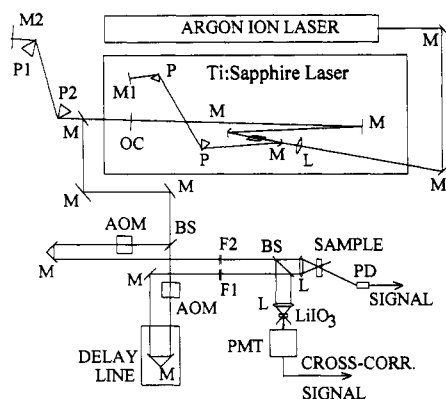 M2
ARGON ION LASER
P1
Ti:Sapphire Laser
P
P2
M1
M
M
M
OC
P
M
L
M
M
M
AOM
BS
F2
BS
SAMPLE
M
M
F1
L
PD
AOM
SIGNAL
L
LiIO3
DELAY
LINE
M
PMT
CROSS-CORR.
SIGNAL